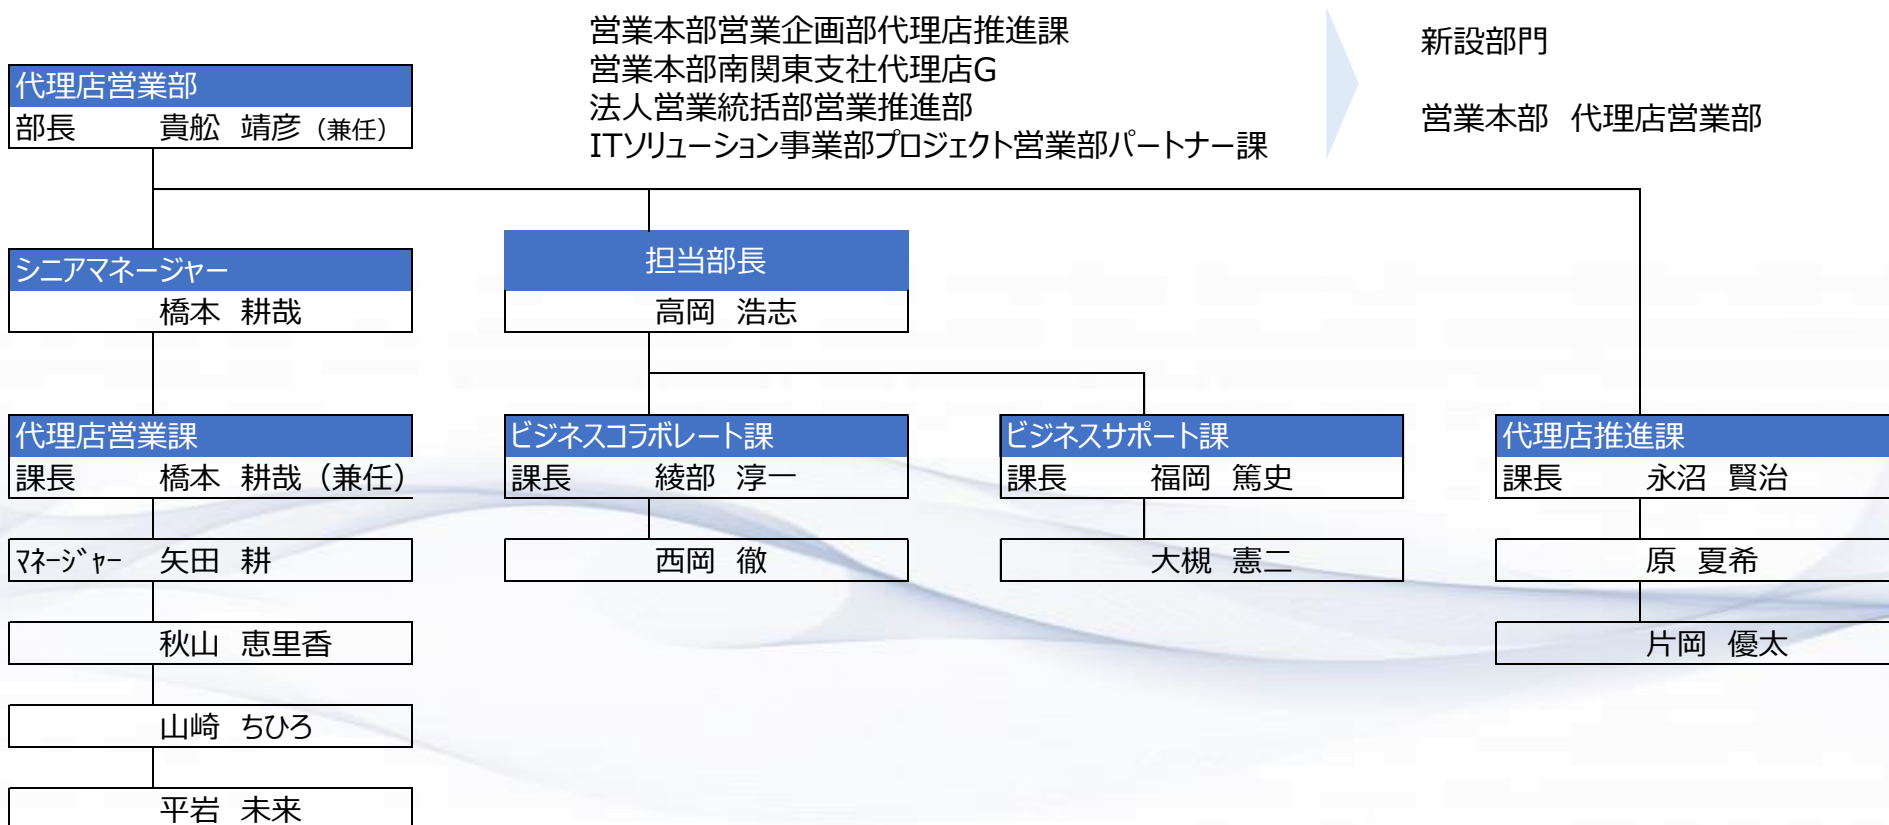 営業本部営業企画部代理店推進課
営業本部南関東支社代理店G
法人営業統括部営業推進部
ITソリューション事業部プロジェクト営業部パートナー課
新設部門
営業本部 代理店営業部
代理店営業部
部長 貴舩 靖彦（兼任）
シニアマネージャー
橋本 耕哉
担当部長
高岡 浩志
代理店営業課
課長 橋本 耕哉（兼任）
マネージャー 矢田 耕
秋山 恵里香
山崎 ちひろ
平岩 未来
ビジネスコラボレート課
課長 綾部 淳一
西岡 徹
ビジネスサポート課
課長 福岡 篤史
大槻 憲二
代理店推進課
課長 永沼 賢治
原 夏希
片岡 優太